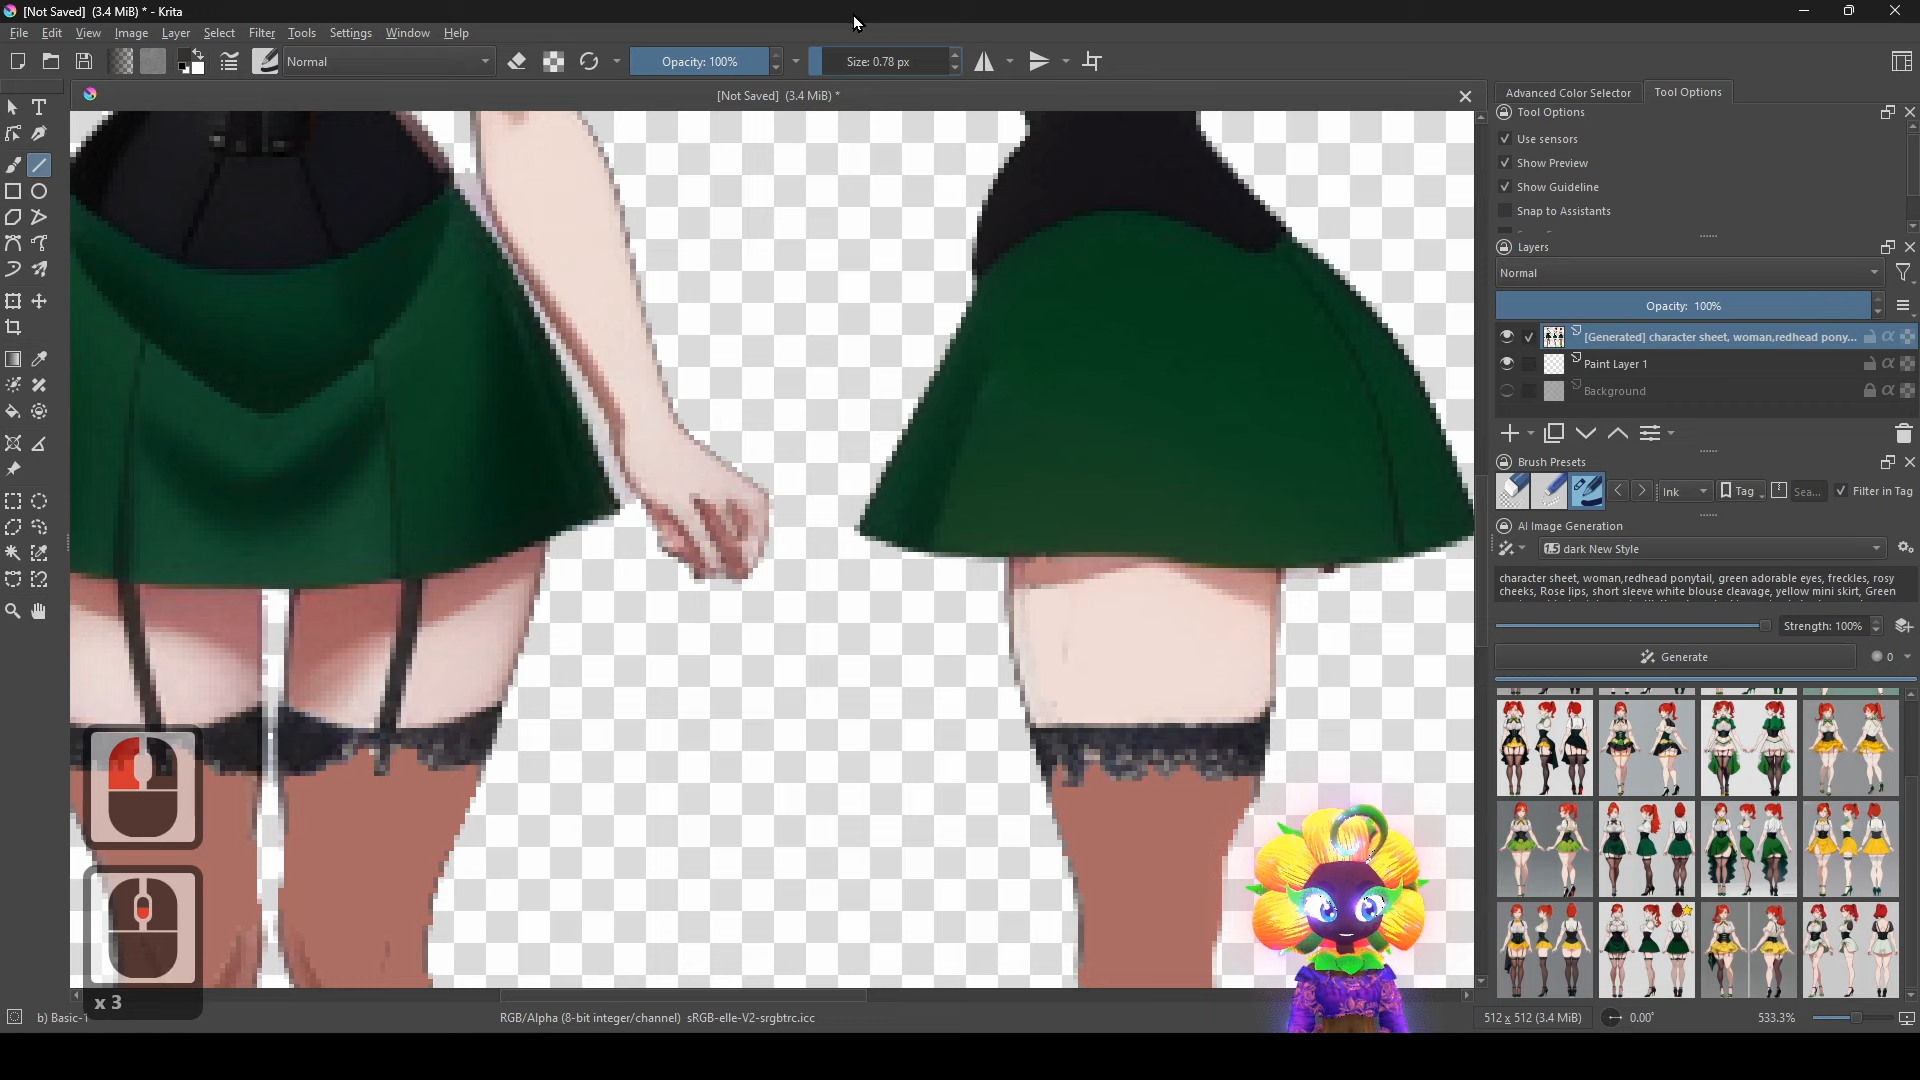 [Not Saved]  (3.4 MiB) * - Krita
File Edit View Image Layer Select Filter Tools Settings Window Help
Normal
Opacity: 100%
Size: 0.78 px
[Not Saved]  (3.4 MiB) *
Advanced Color Selector
Tool Options
Tool Options
Use sensors
Show Preview
Show Guideline
Snap to Assistants
Layers
Normal
Opacity:  100%
[Generated] character sheet, woman,redhead pony...
Paint Layer 1
Background
Brush Presets
Ink
Tag
Sea...
Filter in Tag
AI Image Generation
1.5 dark New Style
character sheet, woman,redhead ponytail, green adorable eyes, freckles, rosy
cheeks, Rose lips, short sleeve white blouse cleavage, yellow mini skirt, Green
Strength: 100%
Generate
0
x 3
b) Basic-
RGB/Alpha (8-bit integer/channel)  sRGB-elle-V2-srgbtrc.icc
512 x 512 (3.4 MiB)
0.00°
533.3%